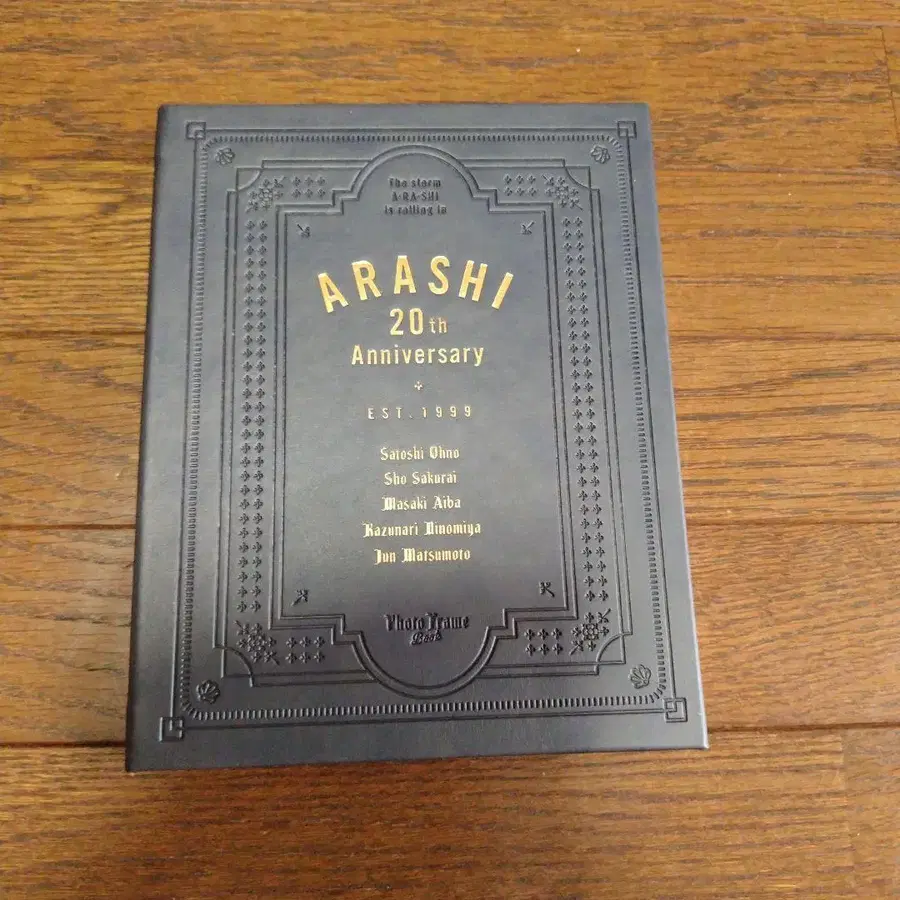 The storm
A·RA·SHI
is rolling in
ARASHI
20th
Anniversary
EST. 1999
Satoshi Ohno
Sho Sakurai
Masaki Aiba
Kazunari Ninomiya
Jun Matsumoto
Photo Frame
Book